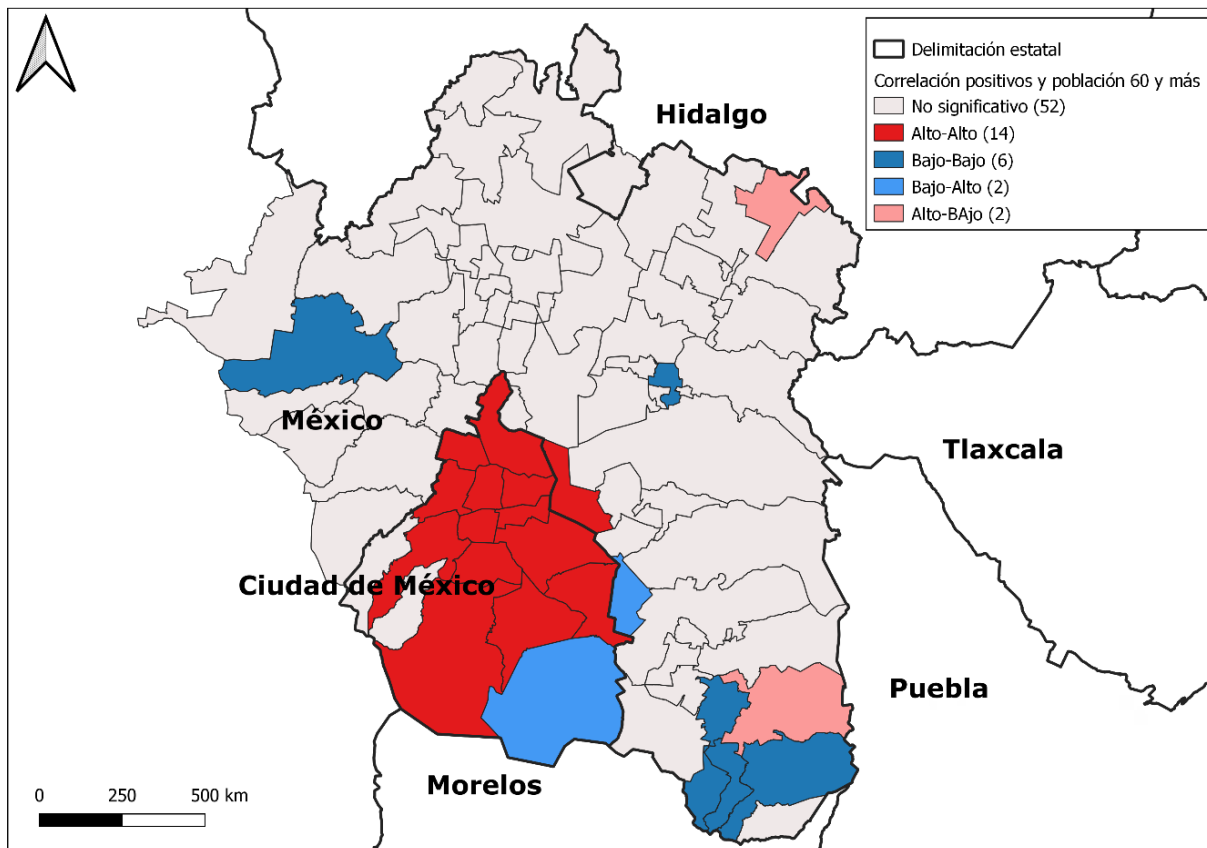 Delimitación estatal
Correlación positivos y población 60 y más
No significativo (52)
Alto-Alto (14)
Bajo-Bajo (6)
Bajo-Alto (2)
Alto-BAjo (2)
Hidalgo
México
Tlaxcala
Ciudad de México
Puebla
Morelos
0 250 500 km